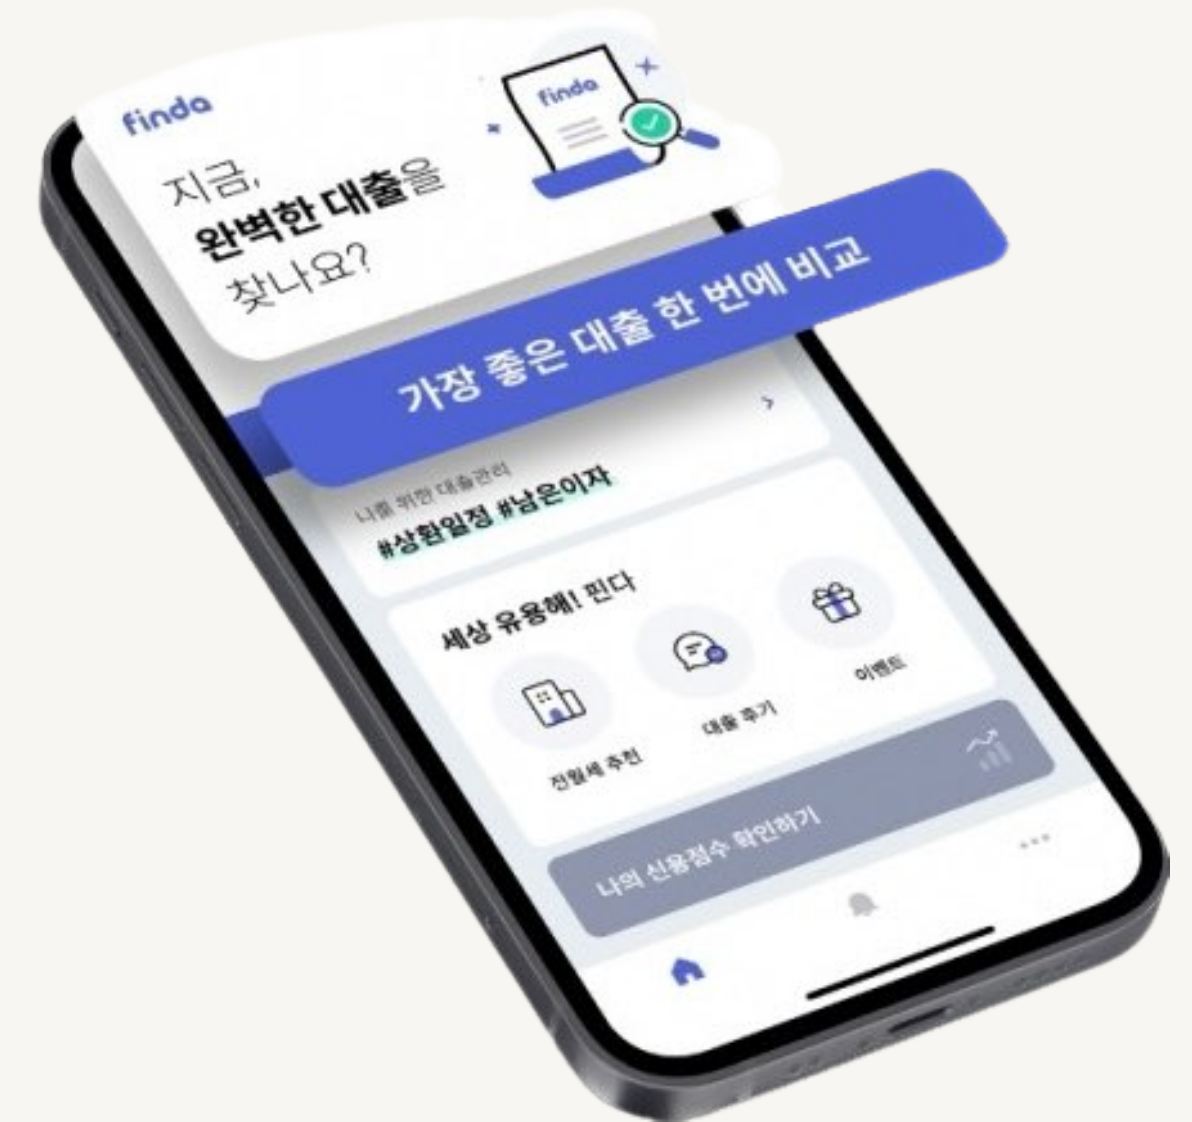 finda
finda
지금,
완벽한 대출을
찾나요?
가장 좋은 대출 한 번에 비교
나를 위한 대출관리
#상환일정 #남은이자
세상 유용해! 핀다
전월세 추천
대출 후기
이벤트
나의 신용점수 확인하기